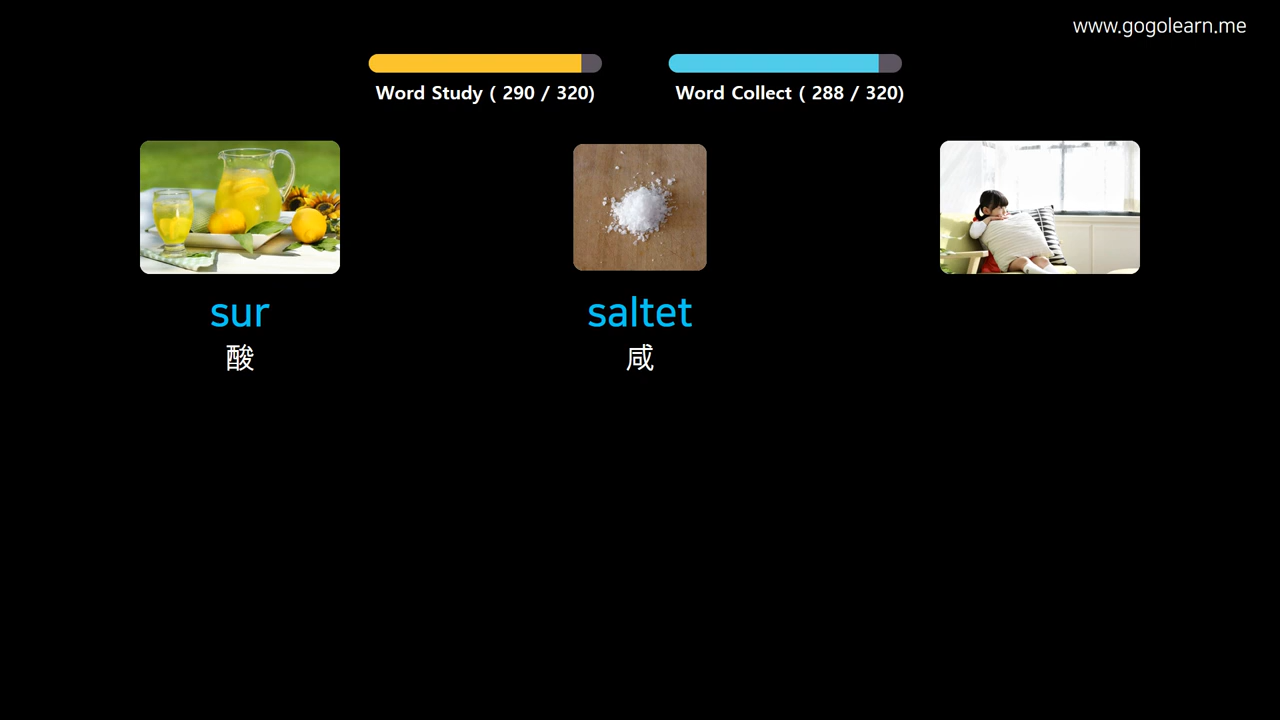 www.gogolearn.me
Word Study ( 290 / 320)
Word Collect ( 288 / 320)
sur
saltet
酸
咸